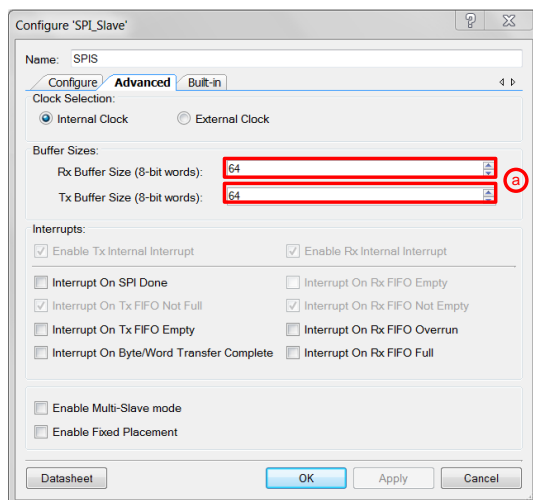 Configure 'SPI_Slave'
Name: SPIS
Configure Advanced Built-in
Clock Selection:
Internal Clock External Clock
Buffer Sizes:
Rx Buffer Size (8-bit words): 64
Tx Buffer Size (8-bit words): 64
a
Interrupts:
Enable Tx Internal Interrupt Enable Rx Internal Interrupt
Interrupt On SPI Done Interrupt On Rx FIFO Empty
Interrupt On Tx FIFO Not Full Interrupt On Rx FIFO Not Empty
Interrupt On Tx FIFO Empty Interrupt On Rx FIFO Overrun
Interrupt On Byte/Word Transfer Complete Interrupt On Rx FIFO Full
Enable Multi-Slave mode
Enable Fixed Placement
Datasheet OK Apply Cancel